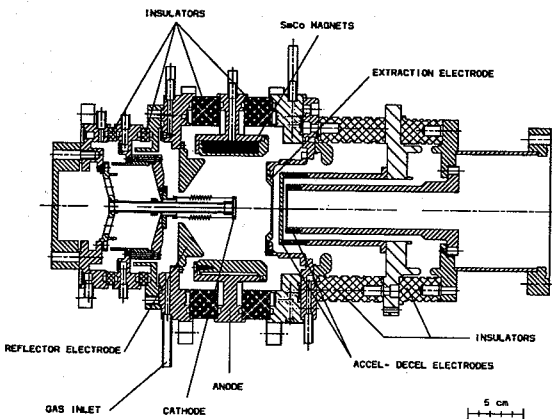 INSULATORS
SmCo MAGNETS
EXTRACTION ELECTRODE
REFLECTOR ELECTRODE
INSULATORS
ACCEL- DECEL ELECTRODES
ANODE
GAS INLET
CATHODE
5 cm